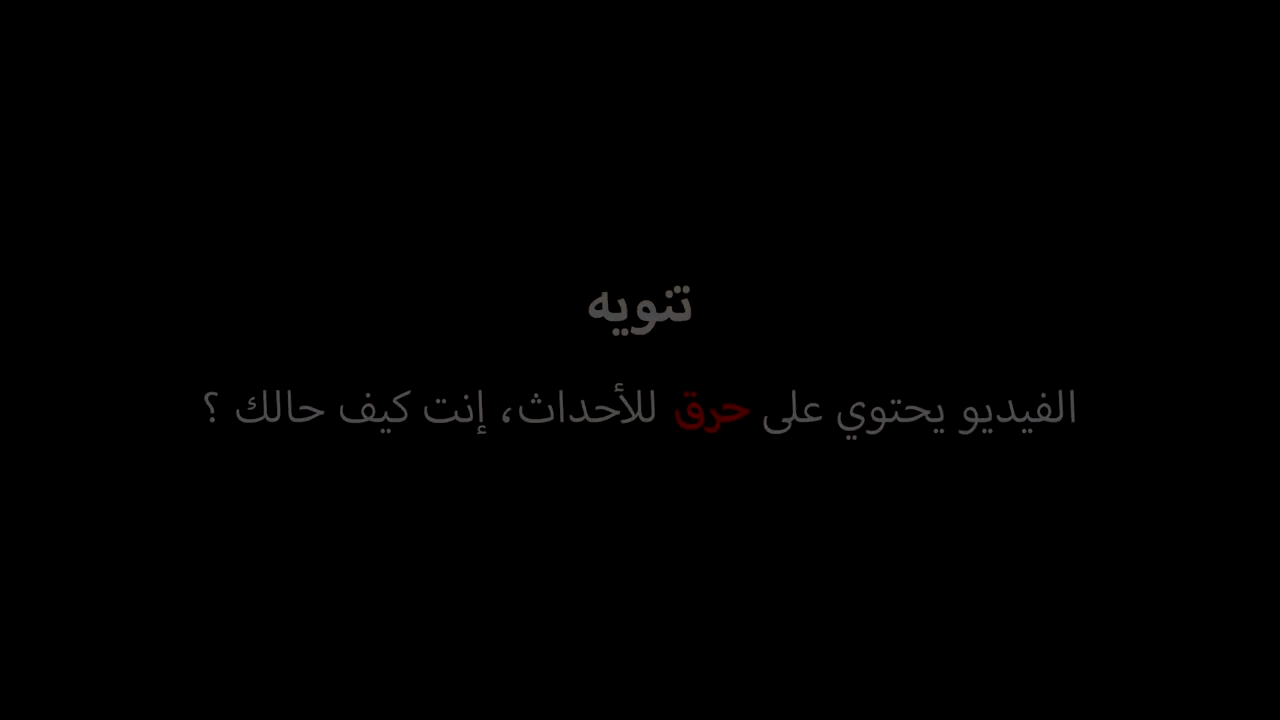 تنويه
الفيديو يحتوي على حرق للأحداث، إنت كيف حالك ؟